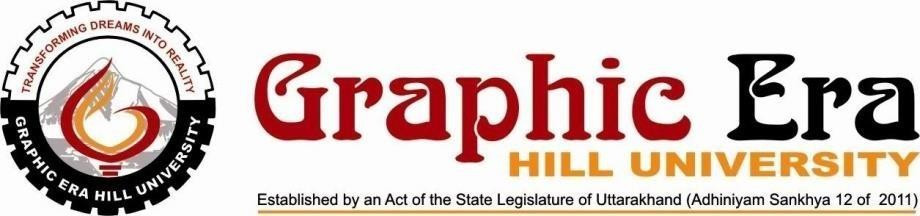 TRANSFORMING DREAMS INTO REALITY
GRAPHIC ERA HILL UNIVERSITY
Graphic Era
HILL UNIVERSITY
Established by an Act of the State Legislature of Uttarakhand (Adhiniyam Sankhya 12 of 2011)